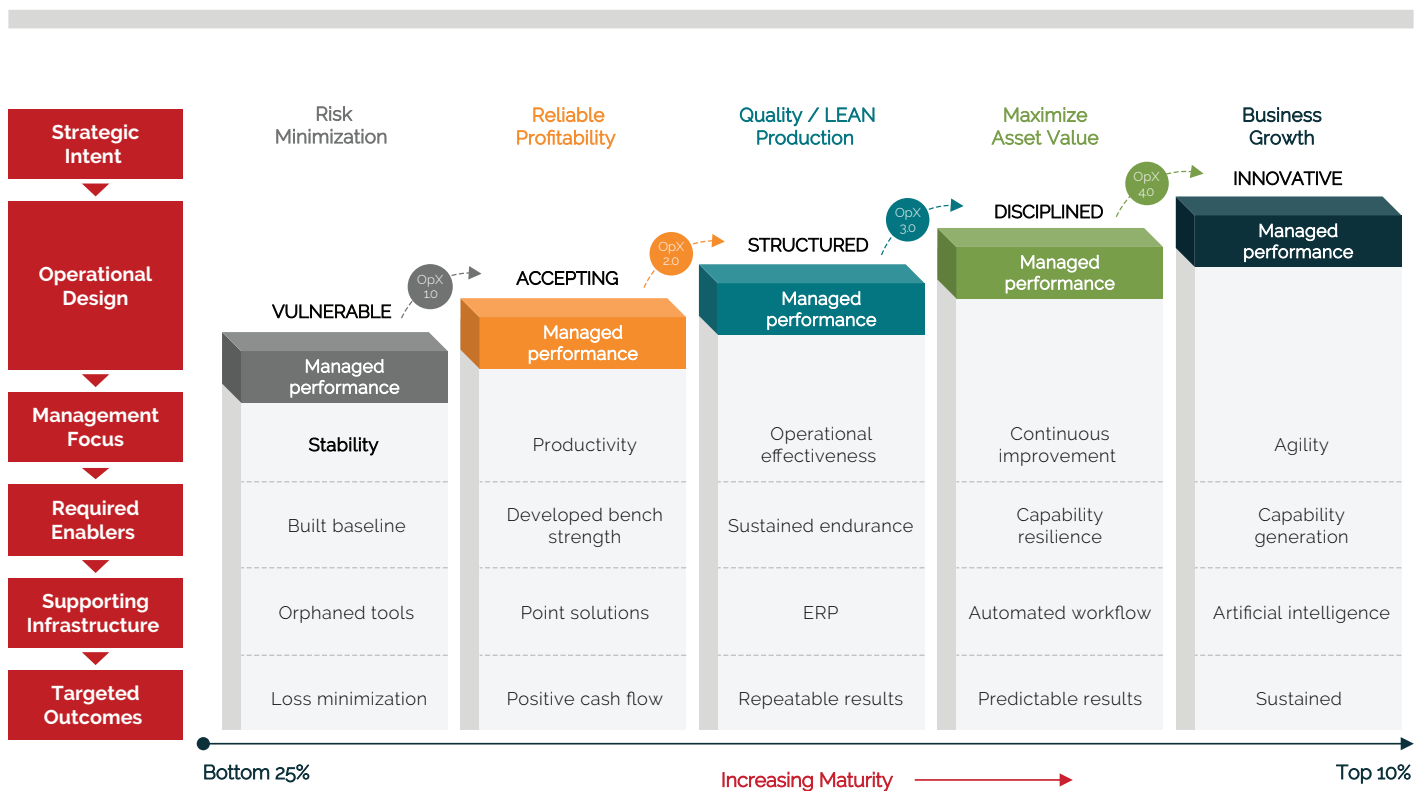 Risk
Minimization
Reliable
Profitability
Quality / LEAN
Production
Maximize
Asset Value
Business
Growth
Strategic
Intent
Operational
Design
Management
Focus
Required
Enablers
Supporting
Infrastructure
Targeted
Outcomes
VULNERABLE
OpX
1.0
Managed
performance
Stability
Built baseline
Orphaned tools
Loss minimization
ACCEPTING
OpX
2.0
Managed
performance
Productivity
Developed bench
strength
Point solutions
Positive cash flow
STRUCTURED
OpX
3.0
Managed
performance
Operational
effectiveness
Sustained endurance
ERP
Repeatable results
DISCIPLINED
OpX
4.0
Managed
performance
Continuous
improvement
Capability
resilience
Automated workflow
Predictable results
INNOVATIVE
Managed
performance
Agility
Capability
generation
Artificial intelligence
Sustained
Bottom 25%
Increasing Maturity
Top 10%